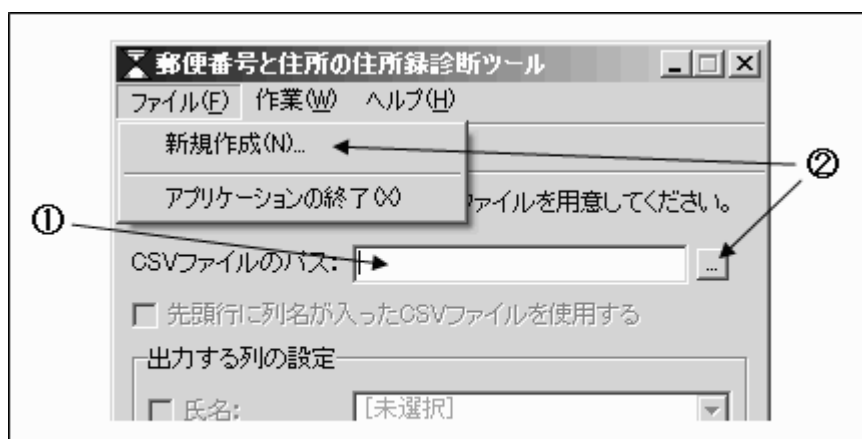 郵便番号と住所の住所録診断ツール
ファイル(F) 作業(W) ヘルプ(H)
新規作成(N)...
②
アプリケーションの終了(X)
ファイルを用意してください。
①
CSVファイルのパス: ...
先頭行に列名が入ったCSVファイルを使用する
出力する列の設定
氏名: [未選択]